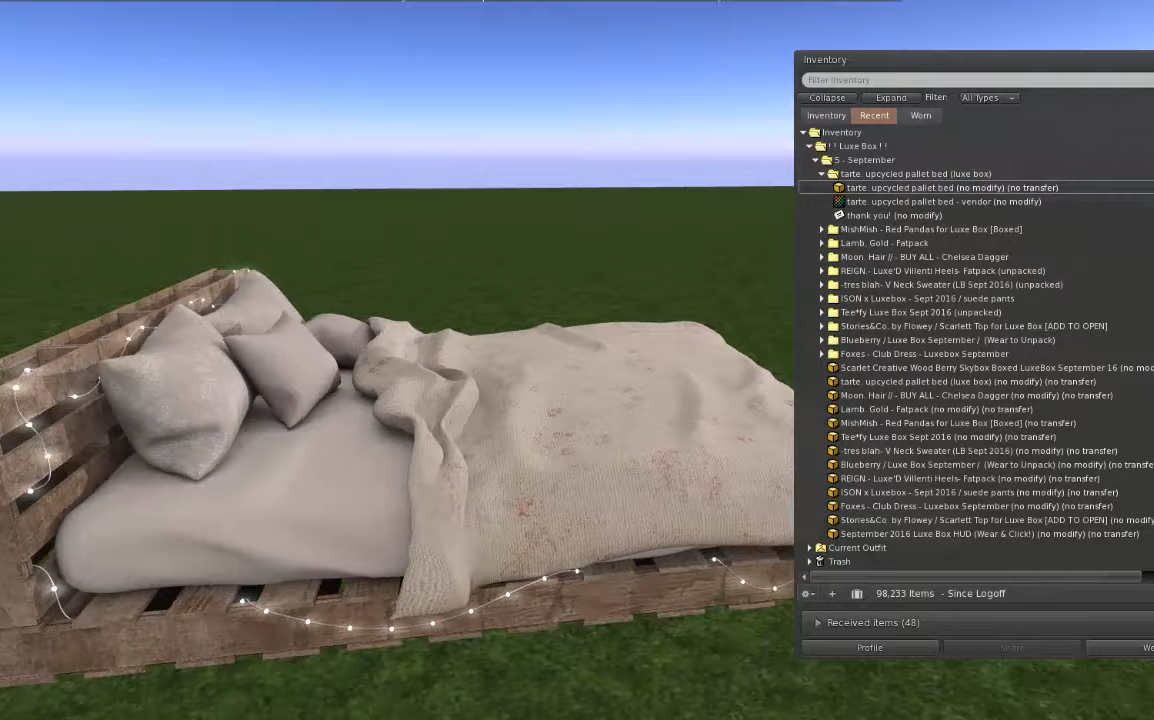 Inventory
Filter Inventory
Collapse Expand Filter: All Types
Inventory Recent Worn
Inventory
! ! Luxe Box ! !
5 - September
tarte. upcycled pallet bed (luxe box)
tarte. upcycled pallet bed (no modify) (no transfer)
tarte. upcycled pallet bed - vendor (no modify)
thank you! (no modify)
MishMish - Red Pandas for Luxe Box [Boxed]
Lamb. Gold - Fatpack
Moon. Hair // - BUY ALL - Chelsea Dagger
REIGN.- Luxe'D Villenti Heels- Fatpack (unpacked)
-tres blah- V Neck Sweater (LB Sept 2016) (unpacked)
ISON x Luxebox - Sept 2016 / suede pants
Tee*fy Luxe Box Sept 2016 (unpacked)
Stories&Co. by Flowey / Scarlett Top for Luxe Box [ADD TO OPEN]
Blueberry / Luxe Box September / (Wear to Unpack)
Foxes - Club Dress - Luxebox September
Scarlet Creative Wood Berry Skybox Boxed LuxeBox September 16 (no mo
tarte. upcycled pallet bed (luxe box) (no modify) (no transfer)
Moon. Hair // - BUY ALL - Chelsea Dagger (no modify) (no transfer)
Lamb. Gold - Fatpack (no modify) (no transfer)
MishMish - Red Pandas for Luxe Box [Boxed] (no transfer)
Tee*fy Luxe Box Sept 2016 (no modify) (no transfer)
-tres blah- V Neck Sweater (LB Sept 2016) (no modify) (no transfer)
Blueberry / Luxe Box September / (Wear to Unpack) (no modify) (no transfe
REIGN.- Luxe'D Villenti Heels- Fatpack (no modify) (no transfer)
ISON x Luxebox - Sept 2016 / suede pants (no modify) (no transfer)
Foxes - Club Dress - Luxebox September (no modify) (no transfer)
Stories&Co. by Flowey / Scarlett Top for Luxe Box [ADD TO OPEN] (no modify
September 2016 Luxe Box HUD (Wear & Click!) (no modify) (no transfer)
Current Outfit
Trash
98,233 Items - Since Logoff
Received items (48)
Profile Share We